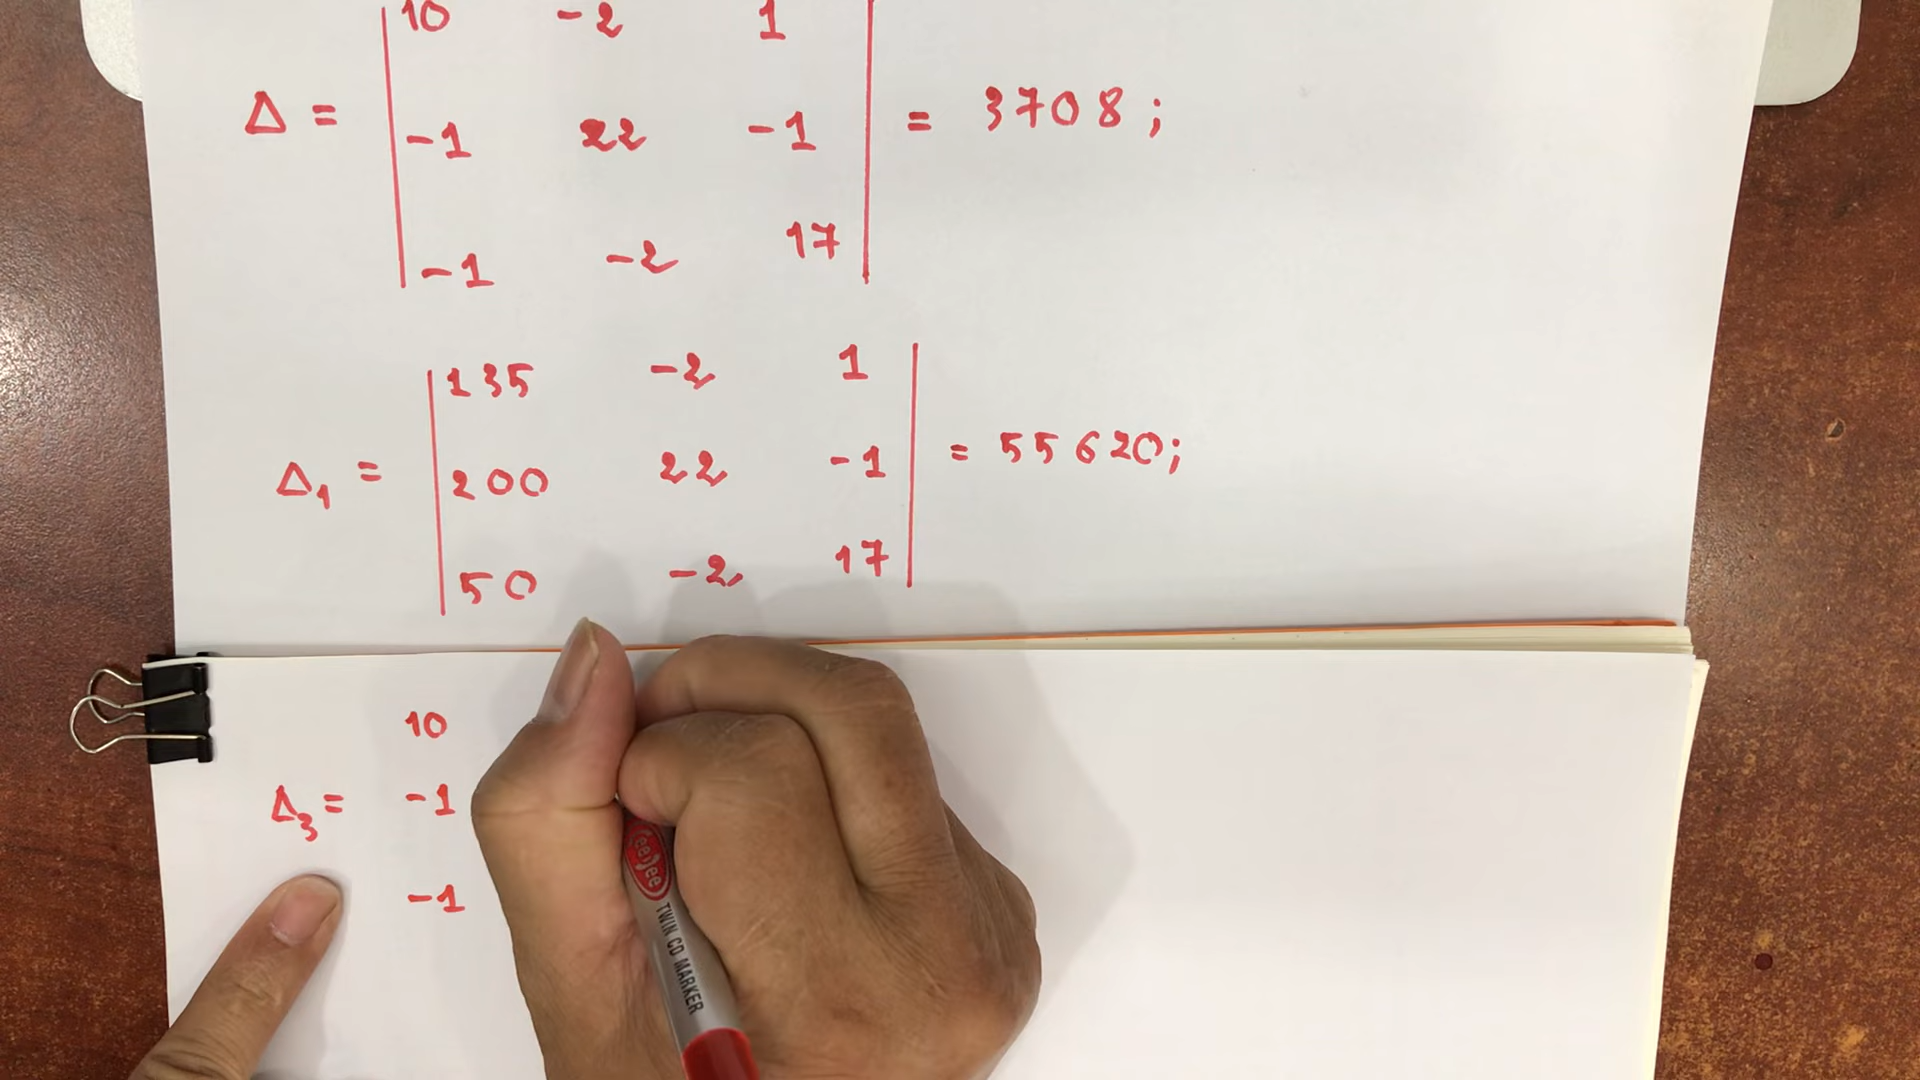 10 -2 1
Δ = -1 22 -1 = 3708;
-1 -2 17
135 -2 1
Δ₁ = 200 22 -1 = 55620;
50 -2 17
10
Δ₃ = -1
-1
TWIN CD MARKER